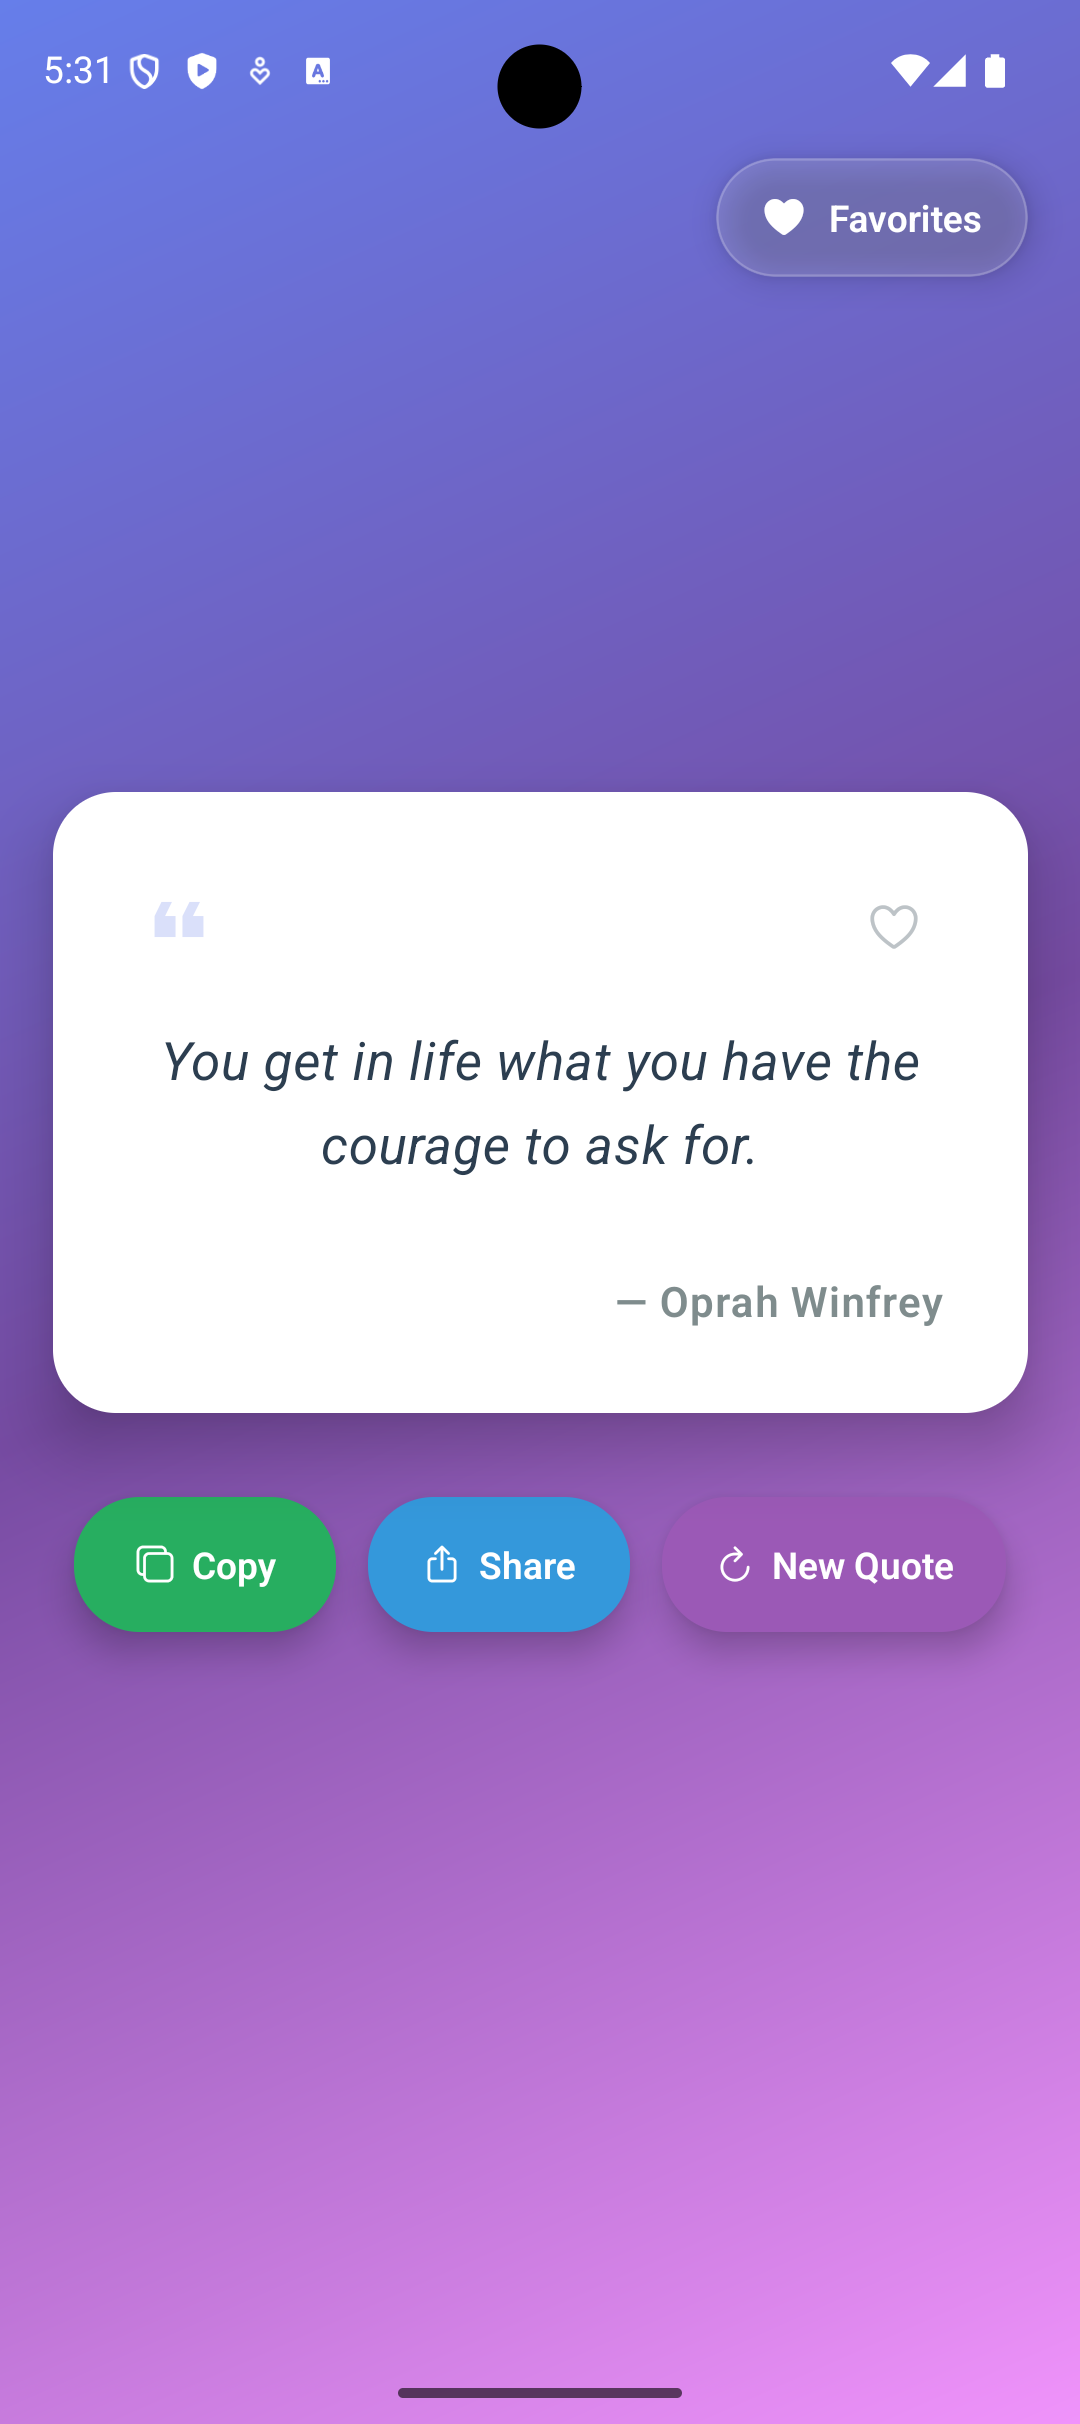 5:31
Favorites
❝
You get in life what you have the
courage to ask for.
— Oprah Winfrey
Copy
Share
New Quote